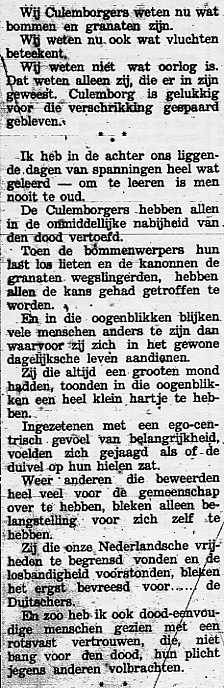 Wij Culemborgers weten nu wat
bommen en granaten zijn.
Wij weten nu ook wat vluchten
beteekent.
Wij weten niet wat oorlog is.
Dat weten alleen zij, die er in zijn
geweest. Culemborg is gelukkig
voor die verschrikking gespaard
gebleven.
* * *
Ik heb in de achter ons liggen-
de dagen van spanningen heel wat
geleerd — om te leeren is men
nooit te oud.
De Culemborgers hebben allen
in de onmiddellijke nabijheid van
den dood vertoefd.
Toen de bommenwerpers hun
last los lieten en de kanonnen de
granaten wegslingerden, hebben
allen de kans gehad getroffen te
worden.
En in die oogenblikken blijken
vele menschen anders te zijn dan
waarvoor zij zich in het gewone
dagelijksche leven aandienen.
Zij die altijd een grooten mond
hadden, toonden in die oogenblik-
ken een heel klein hartje te heb-
ben.
Ingezetenen met een ego-cen-
trisch gevoel van belangrijkheid,
voelden zich gejaagd als of de
duivel op hun hielen zat.
Weer anderen die beweerden
heel veel voor de gemeenschap
over te hebben, bleken alleen be-
langstelling voor zich zelf te
hebben.
Zij die onze Nederlandsche vrij-
heden te begrensd vonden en de
losbandigheid voorstonden, bleken
het ergst bevreesd voor..... de
Duitschers.
En zoo heb ik ook dood-eenvou-
dige menschen gezien met een
rotsvast vertrouwen, die, niet
bang voor den dood, hun plicht
jegens anderen volbrachten.
*